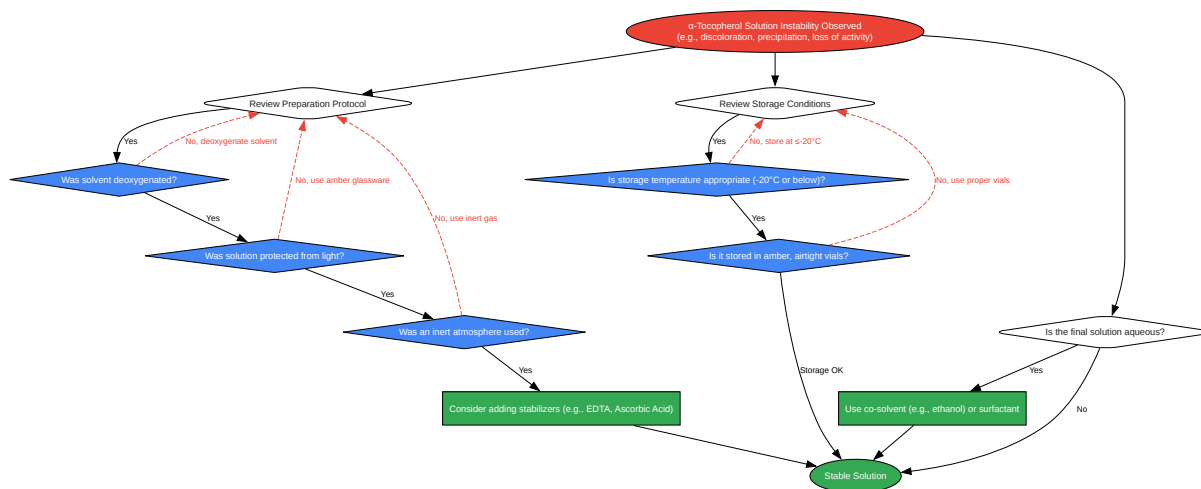 α-Tocopherol Solution Instability Observed
(e.g., discoloration, precipitation, loss of activity)
Review Preparation Protocol
Review Storage Conditions
Yes
No, deoxygenate solvent
Yes
No, store at ≤-20°C
Was solvent deoxygenated?
No, use amber glassware
Is storage temperature appropriate (-20°C or below)?
No, use proper vials
Yes
No, use inert gas
Yes
Was solution protected from light?
Is it stored in amber, airtight vials?
Yes
Was an inert atmosphere used?
Is the final solution aqueous?
Yes
Storage OK
Yes
Consider adding stabilizers (e.g., EDTA, Ascorbic Acid)
Use co-solvent (e.g., ethanol) or surfactant
No
Stable Solution